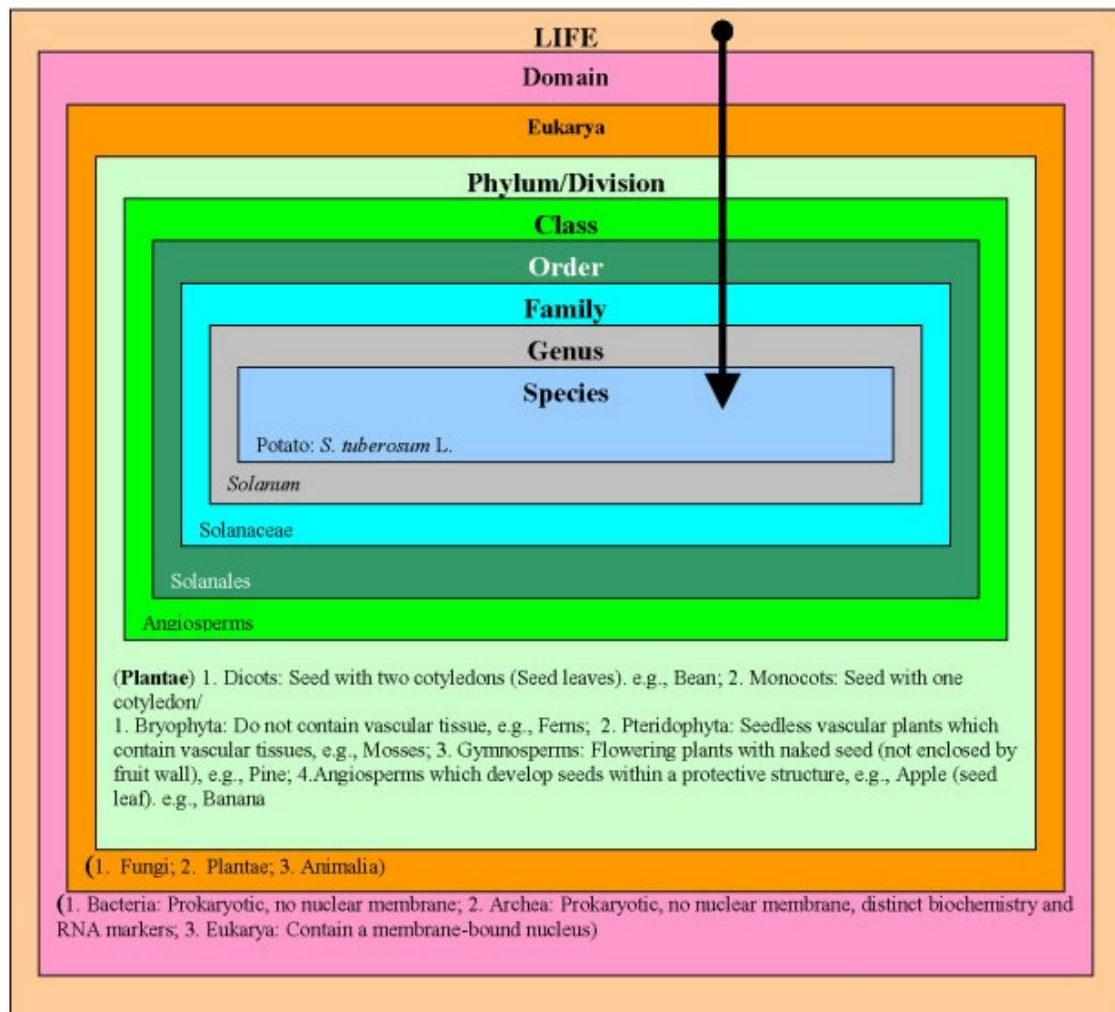 LIFE
Domain
Eukarya
Phylum/Division
Class
Order
Family
Genus
Species
Potato: S. tuberosum L.
Solanum
Solanaceae
Solanales
Angiosperms
(Plantae) 1. Dicots: Seed with two cotyledons (Seed leaves). e.g., Bean; 2. Monocots: Seed with one
cotyledon/
1. Bryophyta: Do not contain vascular tissue, e.g., Ferns; 2. Pteridophyta: Seedless vascular plants which
contain vascular tissues, e.g., Mosses; 3. Gymnosperms: Flowering plants with naked seed (not enclosed by
fruit wall), e.g., Pine; 4.Angiosperms which develop seeds within a protective structure, e.g., Apple (seed
leaf). e.g., Banana
(1. Fungi; 2. Plantae; 3. Animalia)
(1. Bacteria: Prokaryotic, no nuclear membrane; 2. Archea: Prokaryotic, no nuclear membrane, distinct biochemistry and
RNA markers; 3. Eukarya: Contain a membrane-bound nucleus)